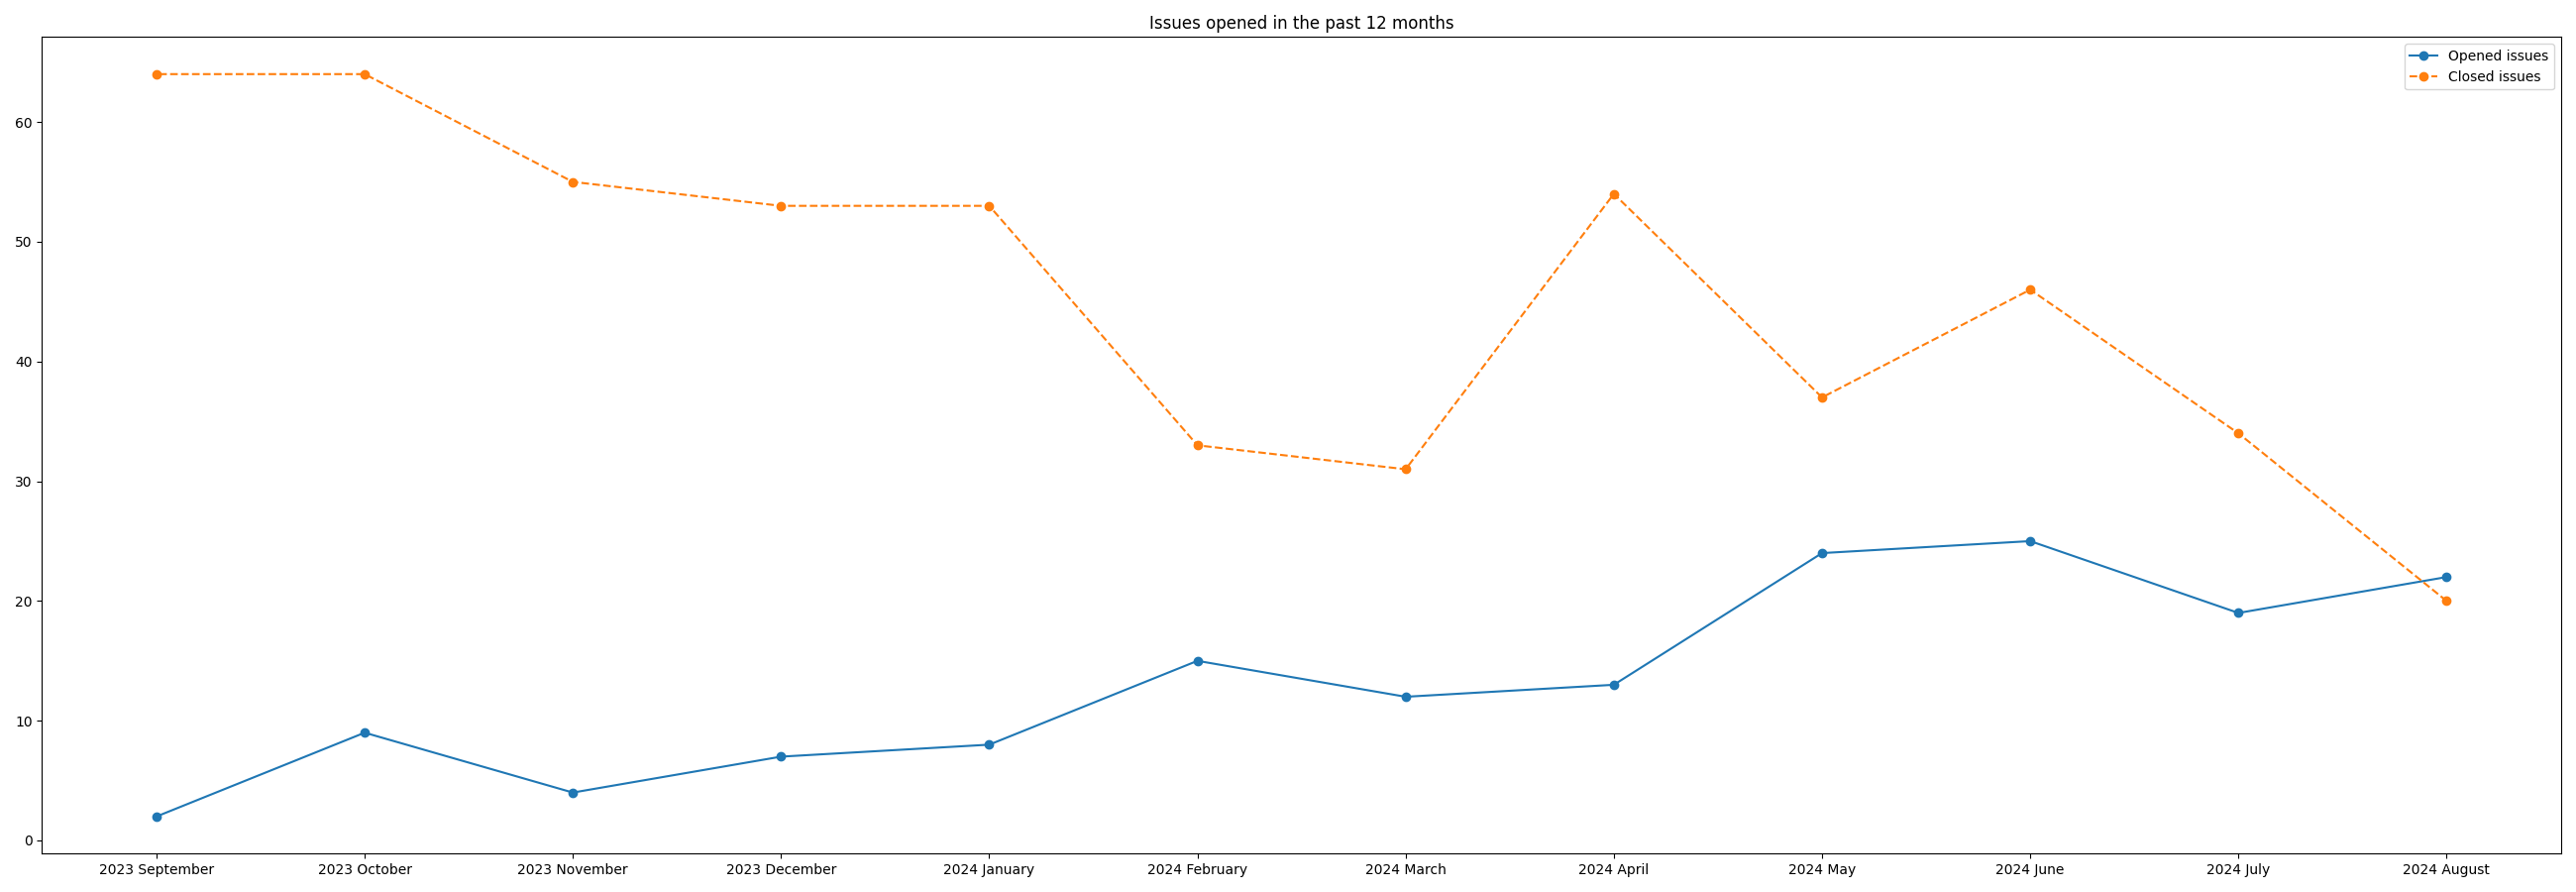 Issues opened in the past 12 months
Opened issues
Closed issues
60
50
40
30
20
10
0
2023 September 2023 October 2023 November 2023 December 2024 January 2024 February 2024 March 2024 April 2024 May 2024 June 2024 July 2024 August